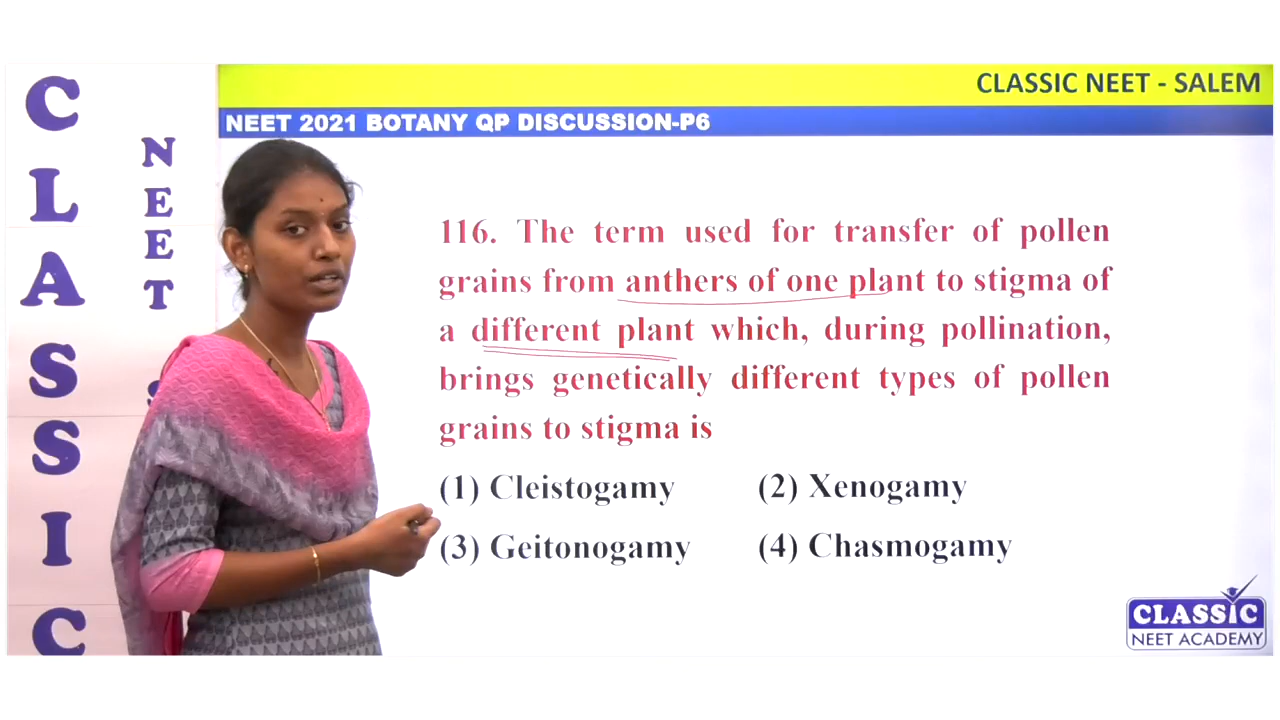 CLASSIC
NEET
S
CLASSIC NEET - SALEM
NEET 2021 BOTANY QP DISCUSSION-P6
116. The term used for transfer of pollen
grains from anthers of one plant to stigma of
a different plant which, during pollination,
brings genetically different types of pollen
grains to stigma is
(1) Cleistogamy (2) Xenogamy
(3) Geitonogamy (4) Chasmogamy
CLASSIC
NEET ACADEMY